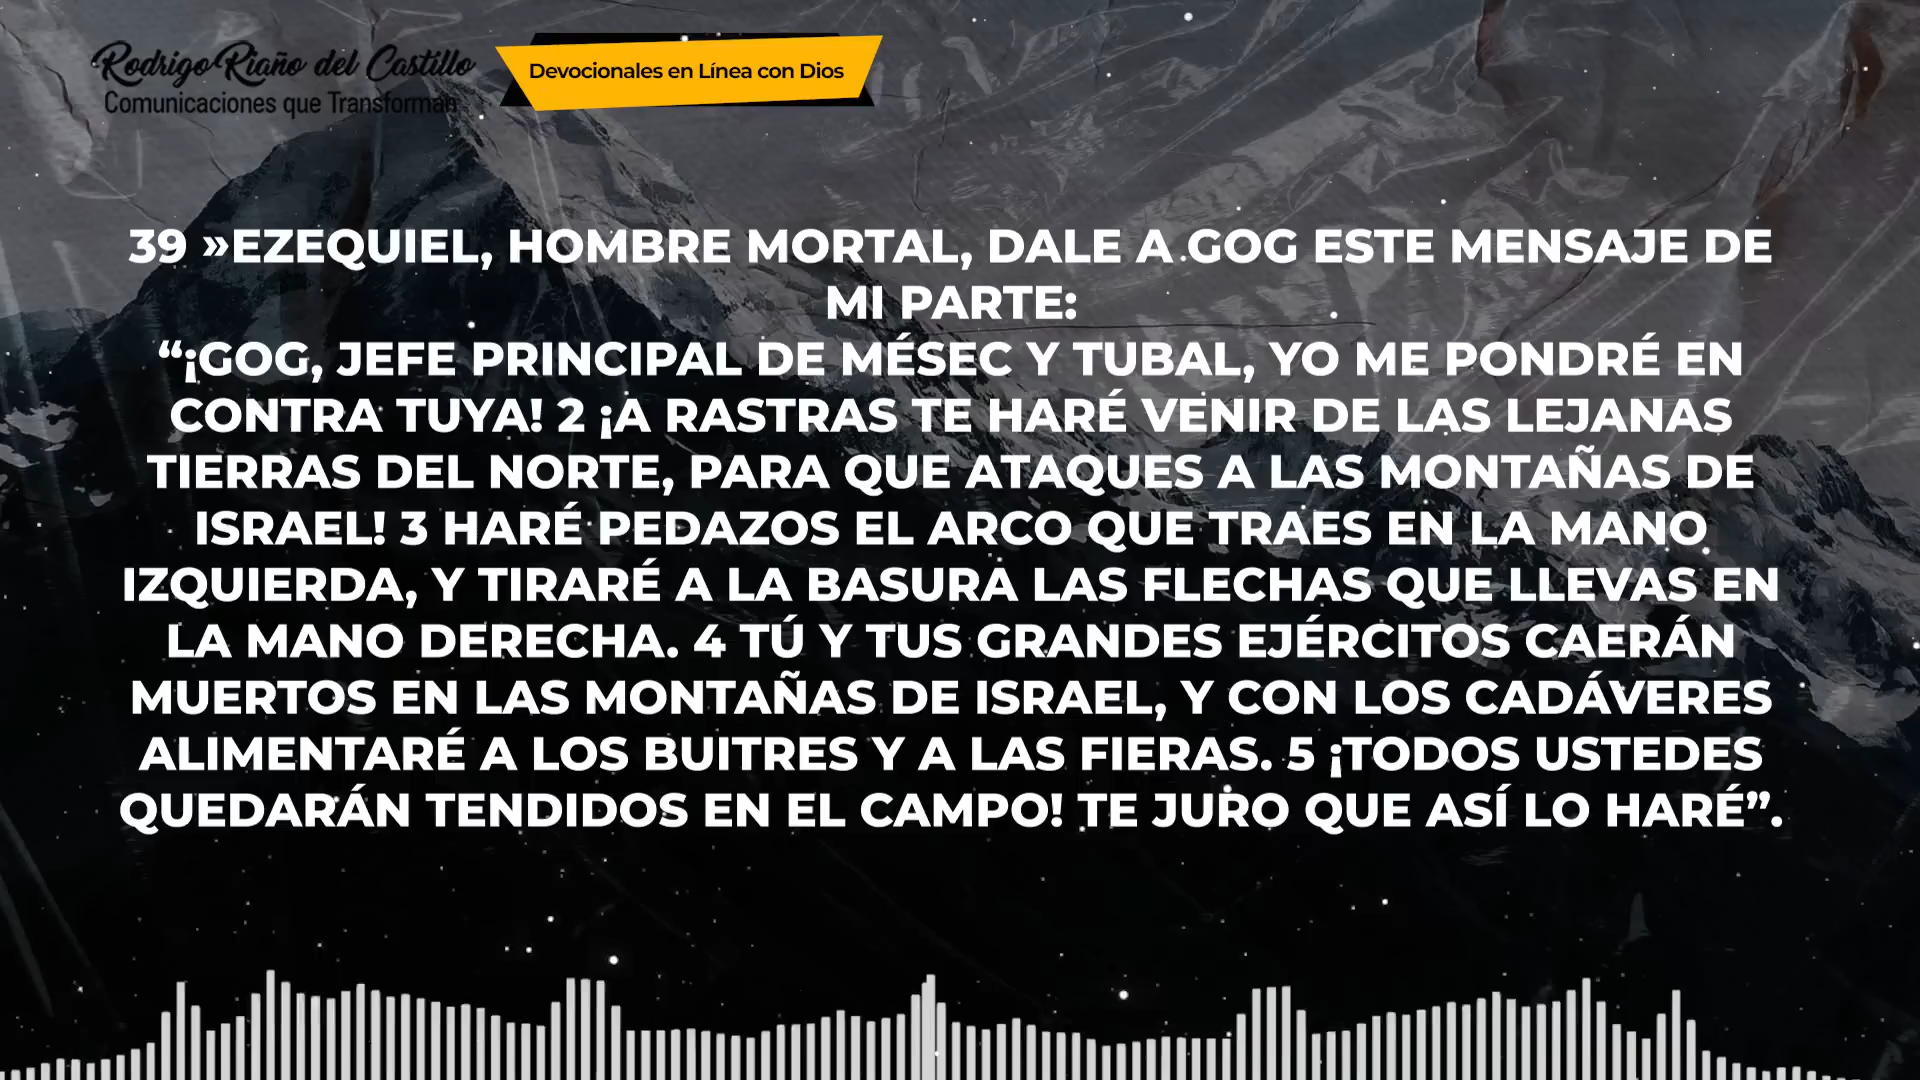 Rodrigo Riaño del Castillo
Comunicaciones que Transforman
Devocionales en Línea con Dios
39 »EZEQUIEL, HOMBRE MORTAL, DALE A GOG ESTE MENSAJE DE
MI PARTE:
“¡GOG, JEFE PRINCIPAL DE MÉSEC Y TUBAL, YO ME PONDRÉ EN
CONTRA TUYA! 2 ¡A RASTRAS TE HARÉ VENIR DE LAS LEJANAS
TIERRAS DEL NORTE, PARA QUE ATAQUES A LAS MONTAÑAS DE
ISRAEL! 3 HARÉ PEDAZOS EL ARCO QUE TRAES EN LA MANO
IZQUIERDA, Y TIRARÉ A LA BASURA LAS FLECHAS QUE LLEVAS EN
LA MANO DERECHA. 4 TÚ Y TUS GRANDES EJÉRCITOS CAERÁN
MUERTOS EN LAS MONTAÑAS DE ISRAEL, Y CON LOS CADÁVERES
ALIMENTARÉ A LOS BUITRES Y A LAS FIERAS. 5 ¡TODOS USTEDES
QUEDARÁN TENDIDOS EN EL CAMPO! TE JURO QUE ASÍ LO HARÉ”.